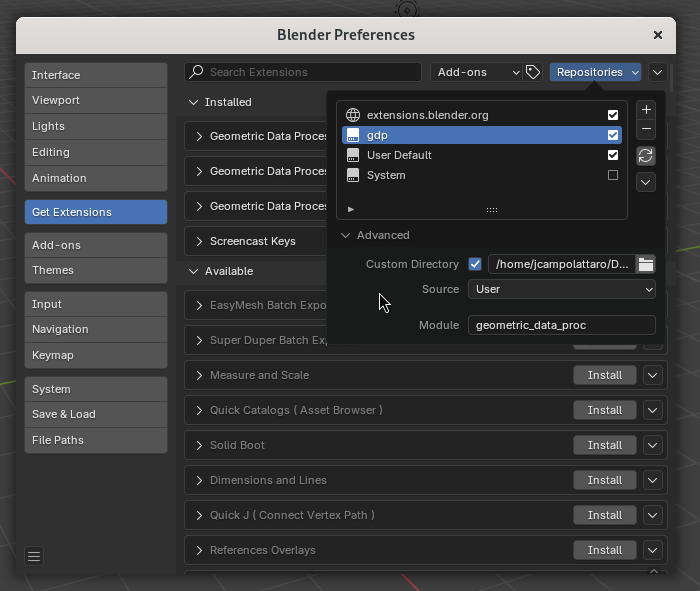 Blender Preferences
Interface
Viewport
Lights
Editing
Animation
Get Extensions
Add-ons
Themes
Input
Navigation
Keymap
System
Save & Load
File Paths
Search Extensions
Add-ons
Repositories
Installed
Geometric Data Proces
Geometric Data Proces
Geometric Data Proces
Screencast Keys
Available
EasyMesh Batch Expo
Super Duper Batch Exp
Measure and Scale
Install
Quick Catalogs ( Asset Browser )
Install
Solid Boot
Install
Dimensions and Lines
Install
Quick J ( Connect Vertex Path )
Install
References Overlays
Install
extensions.blender.org
gdp
User Default
System
Advanced
Custom Directory
/home/jcampolattaro/D...
Source
User
Module
geometric_data_proc